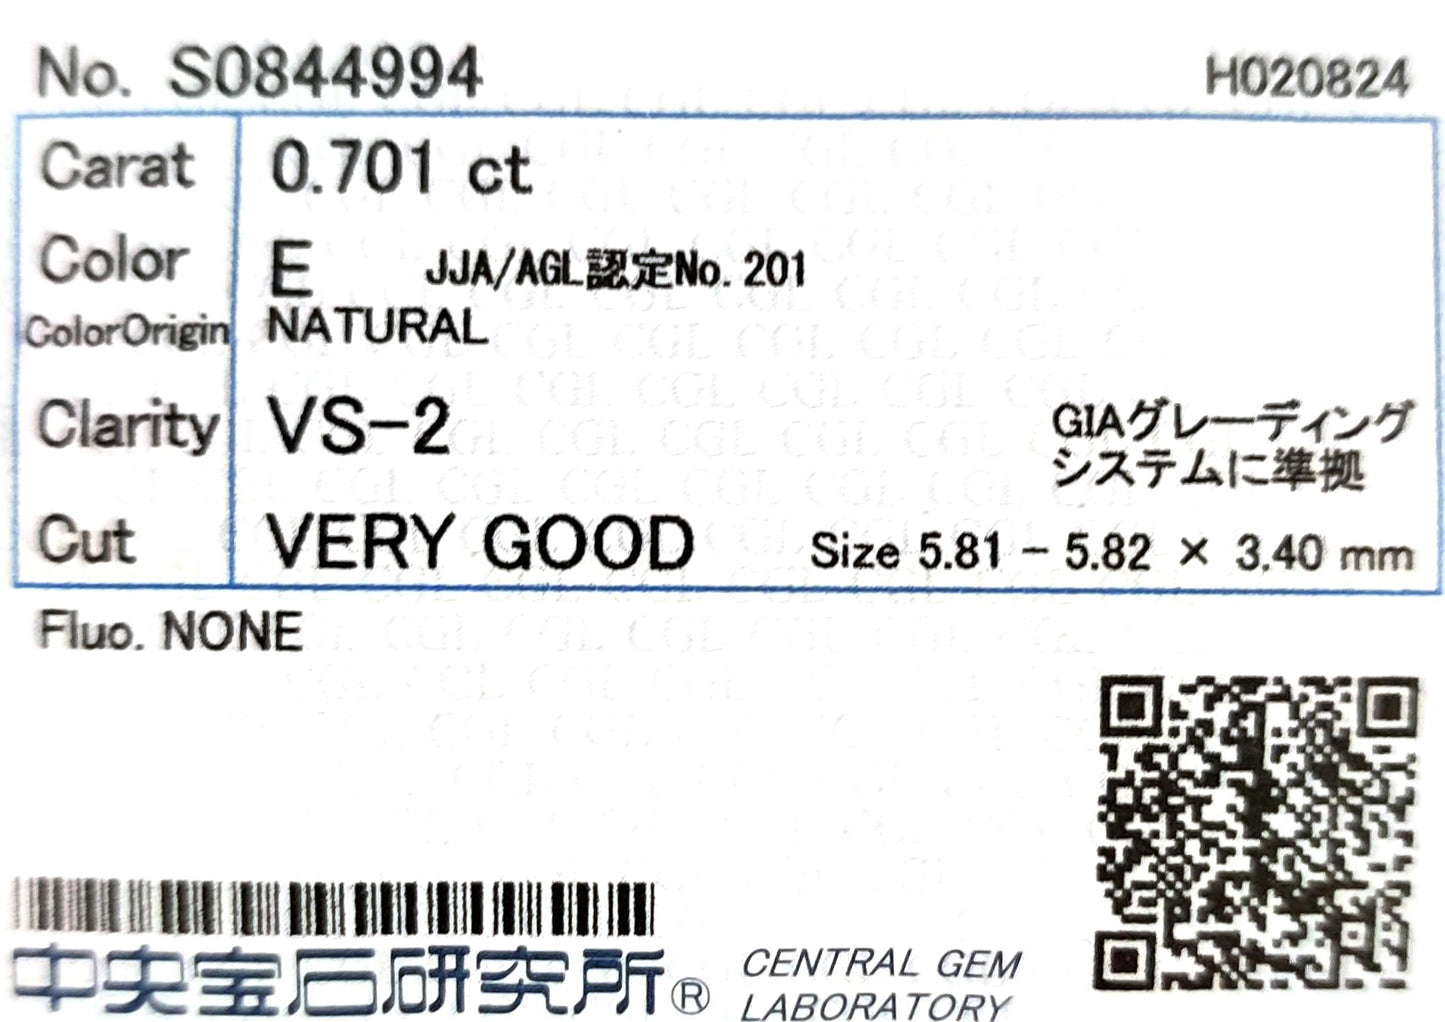 No. S0844994 H020824
Carat 0.701 ct
Color E JJA/AGL認定No. 201
ColorOrigin NATURAL
Clarity VS-2
GIAグレーディング
システムに準拠
Cut VERY GOOD Size 5.81 - 5.82 × 3.40 mm
Fluo. NONE
中央宝石研究所® CENTRAL GEM
LABORATORY